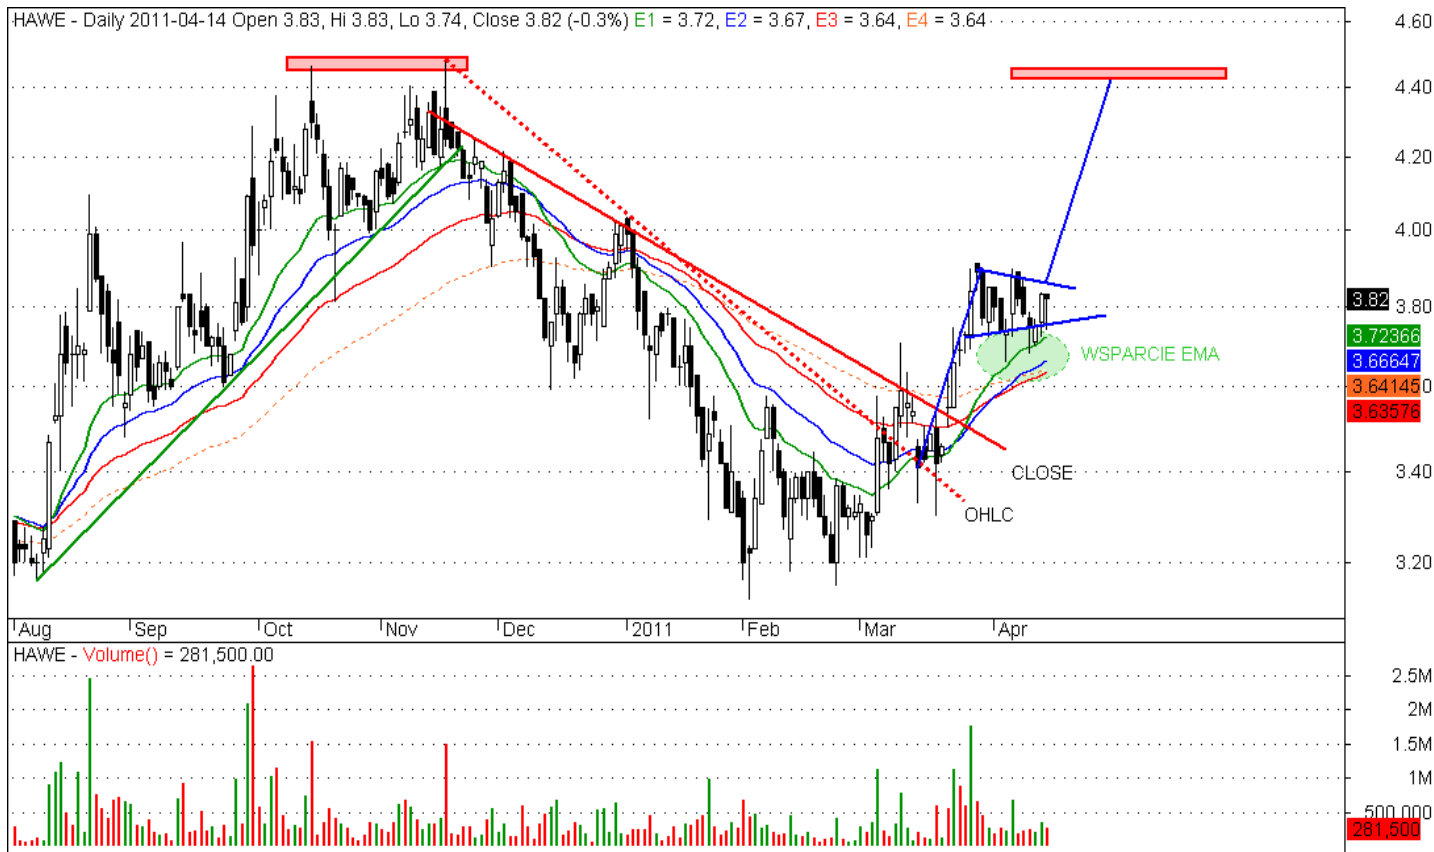 HAWE - Daily 2011-04-14 Open 3.83, Hi 3.83, Lo 3.74, Close 3.82 (-0.3%) E1 = 3.72, E2 = 3.67, E3 = 3.64, E4 = 3.64
4.60
4.40
4.20
4.00
3.82
3.80
3.72366
WSPARCIE EMA
3.66647
3.64145
0
3.63576
CLOSE
3.40
OHLC
3.20
Aug Sep Oct Nov Dec 2011 Feb Mar Apr
HAWE - Volume() = 281,500.00
2.5M
2M
1.5M
1M
500,000
281,500